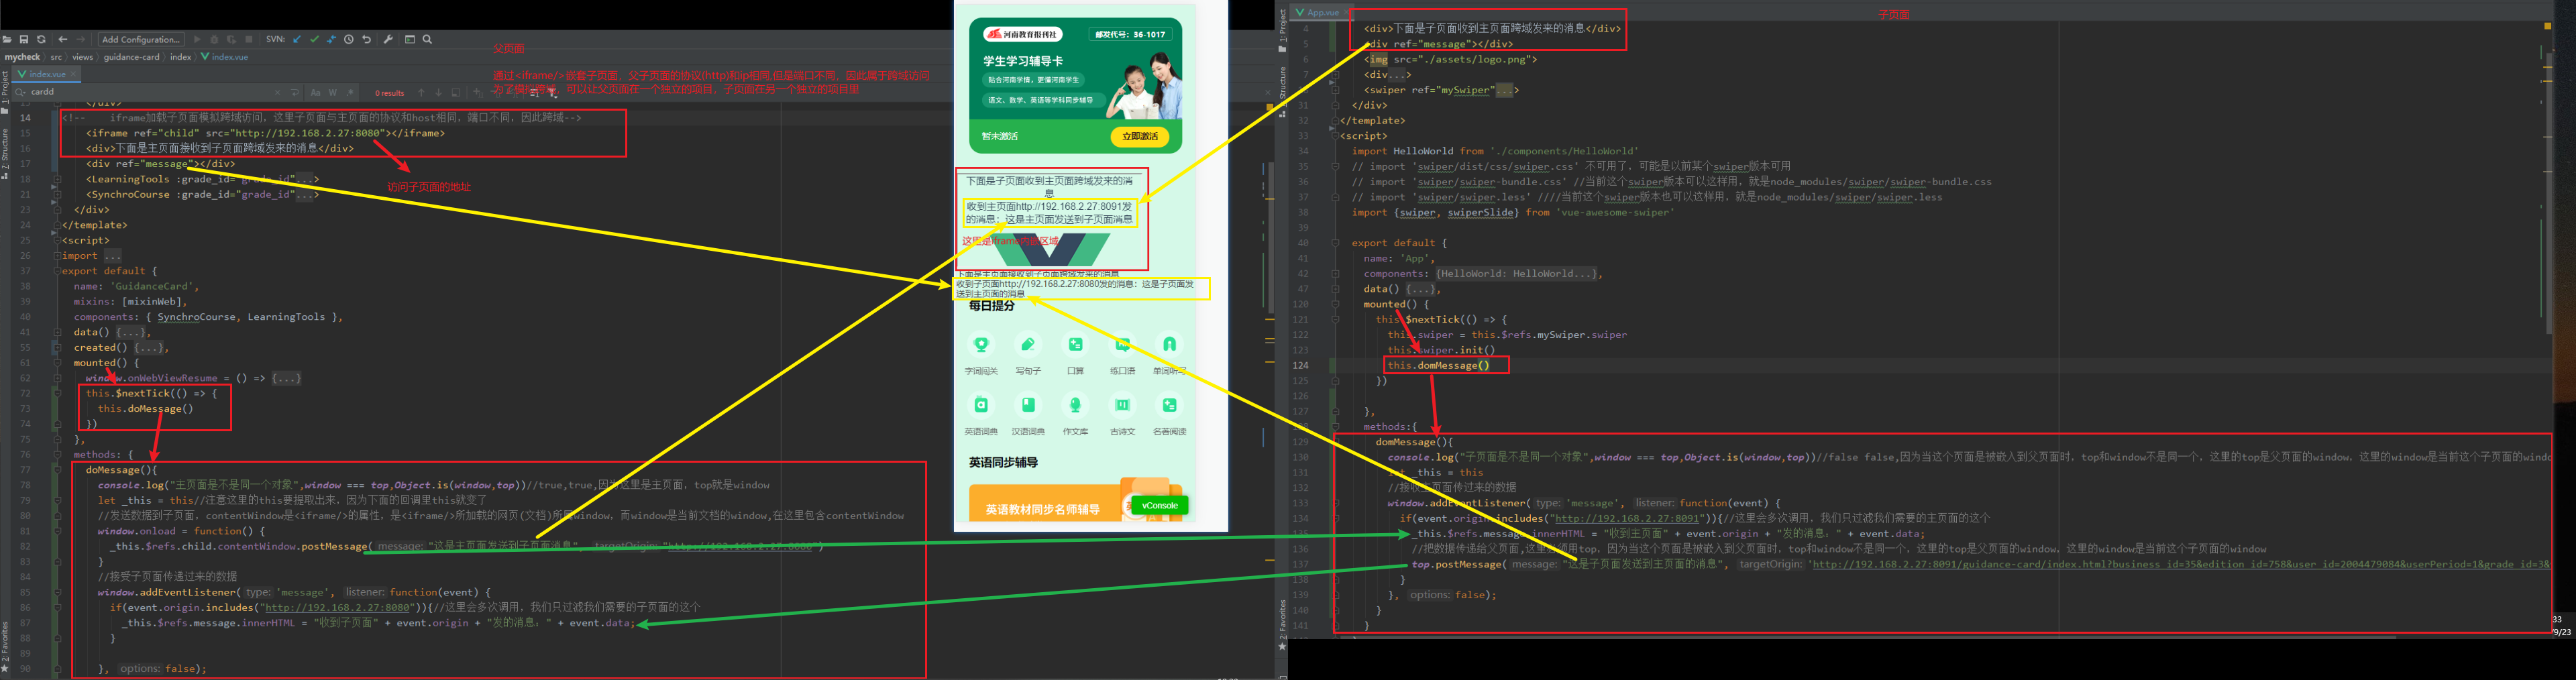 Add Configuration...
SVN:
mycheck
src
views
guidance-card
index
index.vue
index.vue
cardd
0 results
Aa
W
父页面
通过<iframe/>嵌套子页面，父子页面的协议(http)和ip相同,但是端口不同，因此属于跨域访问
为了模拟跨域，可以让父页面在一个独立的项目，子页面在另一个独立的项目里
1: Project
Z: Structure
2: Favorites
14 <!-- iframe加载子页面模拟跨域访问，这里子页面与主页面的协议和host相同，端口不同，因此跨域-->
15 <iframe ref="child" src="http://192.168.2.27:8080"></iframe>
16 <div>下面是主页面接收到子页面跨域发来的消息</div>
17 <div ref="message"></div>
18 <LearningTools :grade_id="grade_id"...>
访问子页面的地址
21 <SynchroCourse :grade_id="grade_id"...>
23 </div>
24 </template>
25 <script>
26 import ...
37 export default {
38 name: 'GuidanceCard',
39 mixins: [mixinWeb],
40 components: { SynchroCourse, LearningTools },
41 data() {...},
55 created() {...},
61 mounted() {
62 window.onWebViewResume = () => {...}
72 this.$nextTick(() => {
73 this.doMessage()
74 })
75 },
76 methods: {
77 doMessage(){
78 console.log("主页面是不是同一个对象",window === top,Object.is(window,top))//true,true,因为这里是主页面，top就是window
79 let _this = this//注意这里的this要提取出来，因为下面的回调里this就变了
80 //发送数据到子页面，contentWindow是<iframe/>的属性，是<iframe/>所加载的网页(文档)所属window，而window是当前文档的window,在这里包含contentWindow
81 window.onload = function() {
82 _this.$refs.child.contentWindow.postMessage( message: "这是主页面发送到子页面消息", targetOrigin: "http://192.168.2.27:8080")
83 }
84 //接受子页面传递过来的数据
85 window.addEventListener( type: 'message', listener: function(event) {
86 if(event.origin.includes("http://192.168.2.27:8080")){//这里会多次调用，我们只过滤我们需要的子页面的这个
87 _this.$refs.message.innerHTML = "收到子页面" + event.origin + "发的消息：" + event.data;
88 }
89
90 }, options: false);
河南教育报刊社
邮发代号：36-1017
学生学习辅导卡
贴合河南学情，更懂河南学生
语文、数学、英语等学科同步辅导
暂未激活
立即激活
下面是子页面收到主页面跨域发来的消
息
收到主页面http://192.168.2.27:8091发
的消息：这是主页面发送到子页面消息
这里是iframe内嵌区域
下面是主页面接收到子页面跨域发来的消息
收到子页面http://192.168.2.27:8080发的消息：这是子页面发
送到主页面的消息
每日提分
字词闯关 写句子 口算 练口语 单词听写
英语词典 汉语词典 作文库 古诗文 名著阅读
英语同步辅导
英语教材同步名师辅导
vConsole
App.vue
子页面
1: Project
Z: Structure
2: Favorites
4 <div>下面是子页面收到主页面跨域发来的消息</div>
5 <div ref="message"></div>
6 <img src="./assets/logo.png">
7 <div...>
10 <swiper ref="mySwiper"...>
31 </div>
32 </template>
33 <script>
34 import HelloWorld from './components/HelloWorld'
35 // import 'swiper/dist/css/swiper.css' 不可用了，可能是以前某个swiper版本可用
36 // import 'swiper/swiper-bundle.css' //当前这个swiper版本可以这样用，就是node_modules/swiper/swiper-bundle.css
37 // import 'swiper/swiper.less' ////当前这个swiper版本也可以这样用，就是node_modules/swiper/swiper.less
38 import {swiper, swiperSlide} from 'vue-awesome-swiper'
40 export default {
41 name: 'App',
42 components: {HelloWorld: HelloWorld...},
47 data() {...},
120 mounted() {
121 this.$nextTick(() => {
122 this.swiper = this.$refs.mySwiper.swiper
123 this.swiper.init()
124 this.domMessage()
125 })
126
127 },
128 methods:{
129 domMessage(){
130 console.log("子页面是不是同一个对象",window === top,Object.is(window,top))//false false,因为当这个页面是被嵌入到父页面时，top和window不是同一个，这里的top是父页面的window，这里的window是当前这个子页面的windo
131 let _this = this
132 //接收主页面传过来的数据
133 window.addEventListener( type: 'message', listener: function(event) {
134 if(event.origin.includes("http://192.168.2.27:8091")){//这里会多次调用，我们只过滤我们需要的主页面的这个
135 _this.$refs.message.innerHTML = "收到主页面" + event.origin + "发的消息：" + event.data;
136 //把数据传递给父页面,这里必须用top，因为当这个页面是被嵌入到父页面时，top和window不是同一个，这里的top是父页面的window，这里的window是当前这个子页面的window
137 top.postMessage( message: "这是子页面发送到主页面的消息", targetOrigin: 'http://192.168.2.27:8091/guidance-card/index.html?business_id=35&edition_id=758&user_id=2004479084&userPeriod=1&grade_id=3&
138 }
139 }, options: false);
140 }
141 }
33
9/23